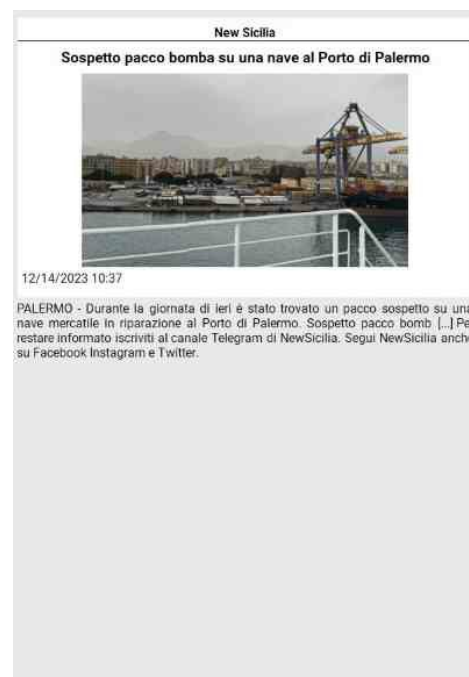 New Sicilia
Sospetto pacco bomba su una nave al Porto di Palermo
12/14/2023 10:37
PALERMO - Durante la giornata di ieri è stato trovato un pacco sospetto su una
nave mercatile in riparazione al Porto di Palermo. Sospetto pacco bomb [...] Pe
restare informato iscriviti al canale Telegram di NewSicilia. Segui NewSicilia anche
su Facebook Instagram e Twitter.